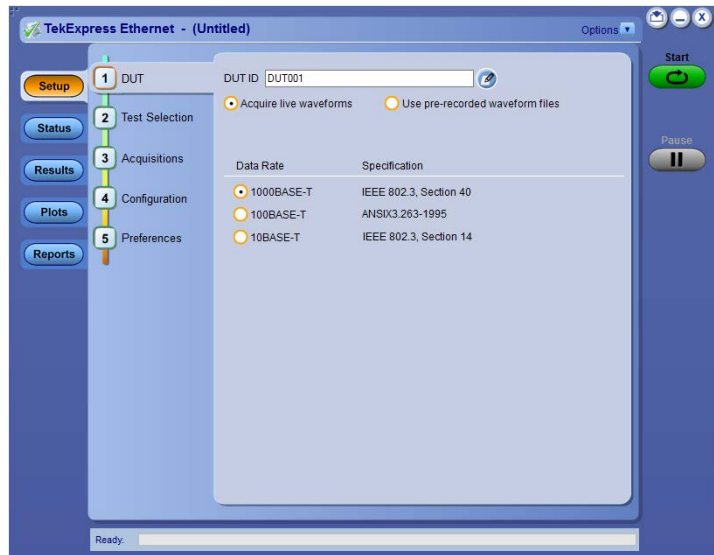 TekExpress Ethernet - (Untitled)
Options
Start
Pause
Setup
Status
Results
Plots
Reports
1 DUT
2 Test Selection
3 Acquisitions
4 Configuration
5 Preferences
DUT ID DUT001
Acquire live waveforms Use pre-recorded waveform files
Data Rate Specification
1000BASE-T IEEE 802.3, Section 40
100BASE-T ANSIX3.263-1995
10BASE-T IEEE 802.3, Section 14
Ready.